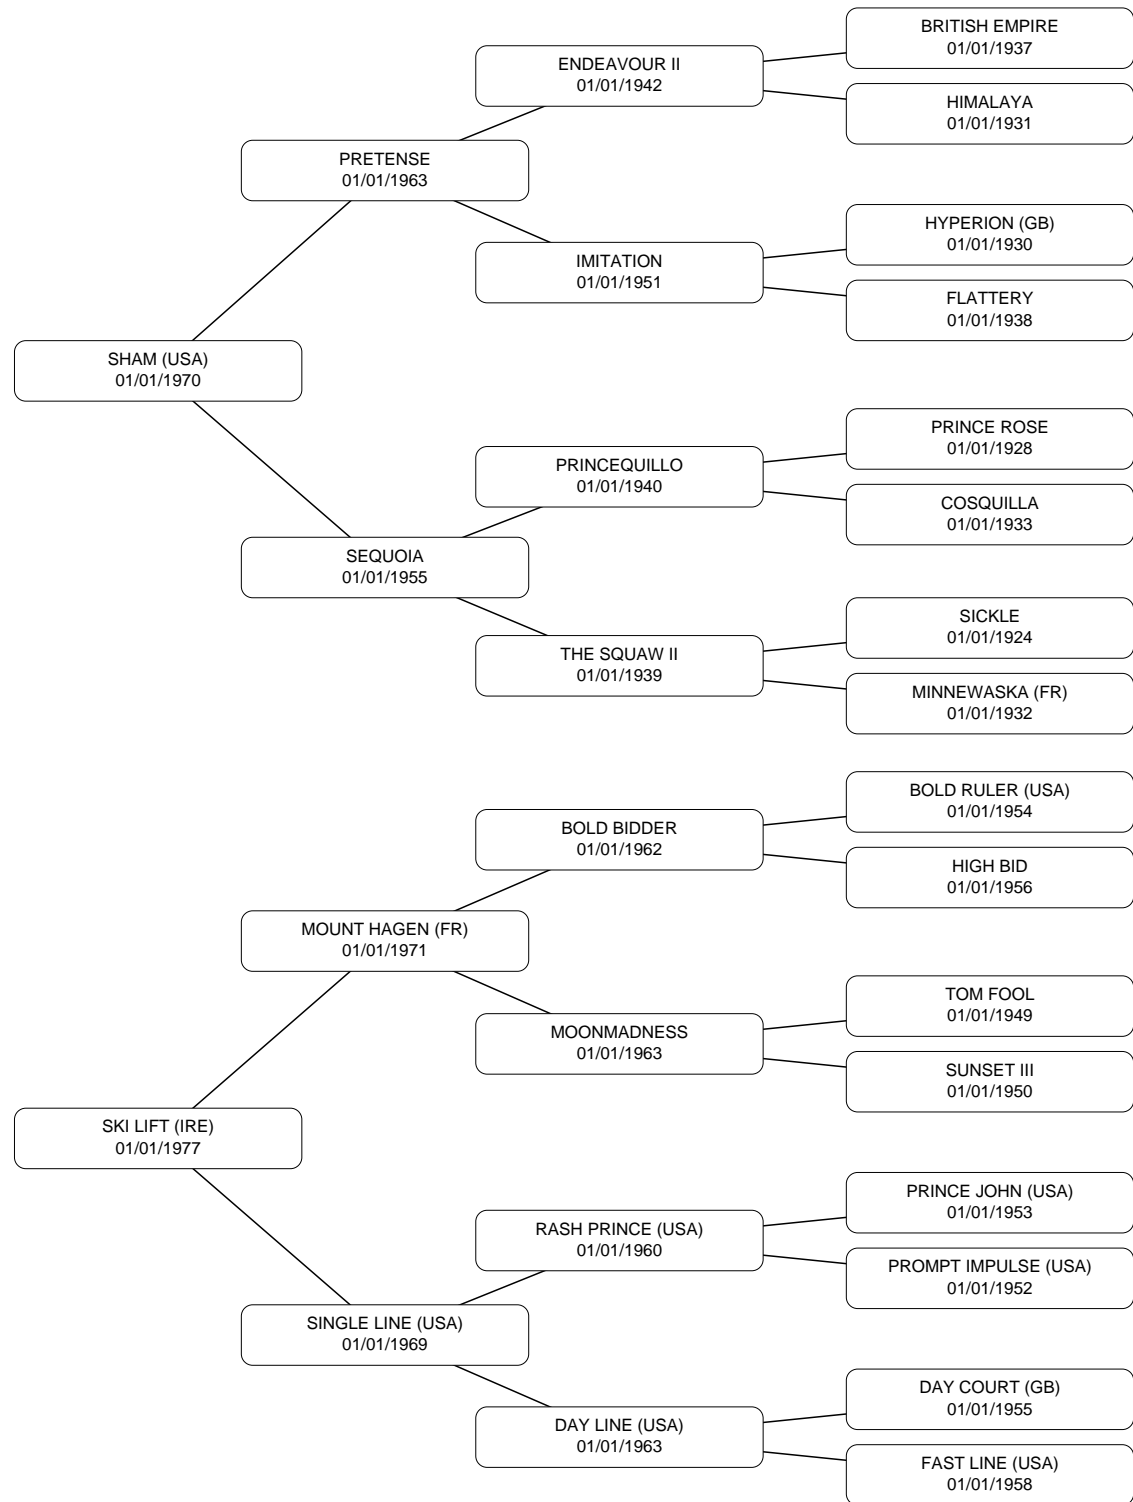 BRITISH EMPIRE
01/01/1937
ENDEAVOUR II
01/01/1942
HIMALAYA
01/01/1931
PRETENSE
01/01/1963
HYPERION (GB)
01/01/1930
IMITATION
01/01/1951
FLATTERY
01/01/1938
SHAM (USA)
01/01/1970
PRINCE ROSE
01/01/1928
PRINCEQUILLO
01/01/1940
COSQUILLA
01/01/1933
SEQUOIA
01/01/1955
SICKLE
01/01/1924
THE SQUAW II
01/01/1939
MINNEWASKA (FR)
01/01/1932
BOLD RULER (USA)
01/01/1954
BOLD BIDDER
01/01/1962
HIGH BID
01/01/1956
MOUNT HAGEN (FR)
01/01/1971
TOM FOOL
01/01/1949
MOONMADNESS
01/01/1963
SUNSET III
01/01/1950
SKI LIFT (IRE)
01/01/1977
PRINCE JOHN (USA)
01/01/1953
RASH PRINCE (USA)
01/01/1960
PROMPT IMPULSE (USA)
01/01/1952
SINGLE LINE (USA)
01/01/1969
DAY COURT (GB)
01/01/1955
DAY LINE (USA)
01/01/1963
FAST LINE (USA)
01/01/1958